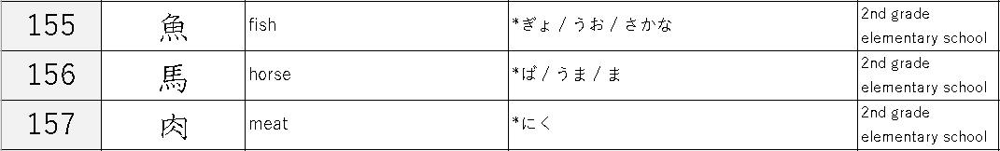 155 魚 fish *ぎょ / うお / さかな 2nd grade
elementary school
156 馬 horse *ば / うま / ま 2nd grade
elementary school
157 肉 meat *にく 2nd grade
elementary school